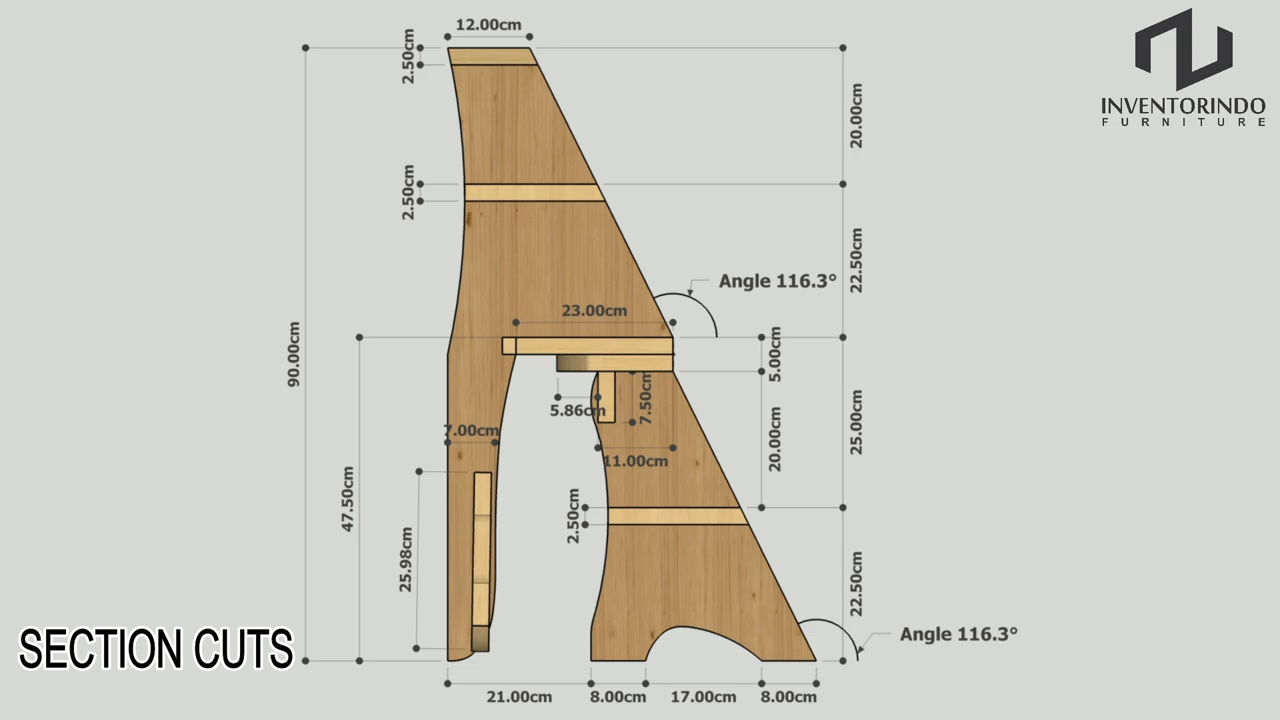 12.00cm
INVENTORINDO
FURNITURE
2.50cm
20.00cm
2.50cm
22.50cm
Angle 116.3°
23.00cm
90.00cm
5.00cm
5.86cm
7.50cm
25.00cm
7.00cm
20.00cm
11.00cm
47.50cm
2.50cm
25.98cm
22.50cm
Angle 116.3°
SECTION CUTS
21.00cm
8.00cm
17.00cm
8.00cm